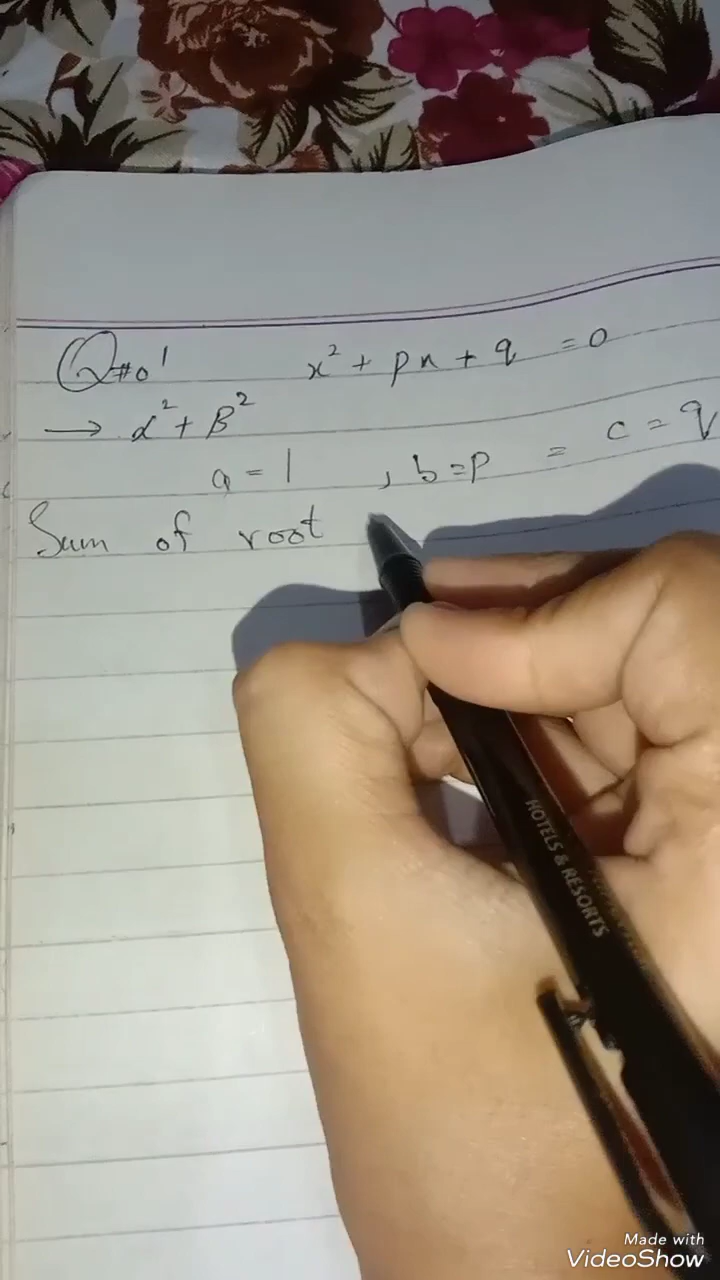 Q#01 x² + px + q = 0
→ α² + β²
a = 1 , b = p = c = q
Sum of root
HOTELS & RESORTS
Made with
VideoShow